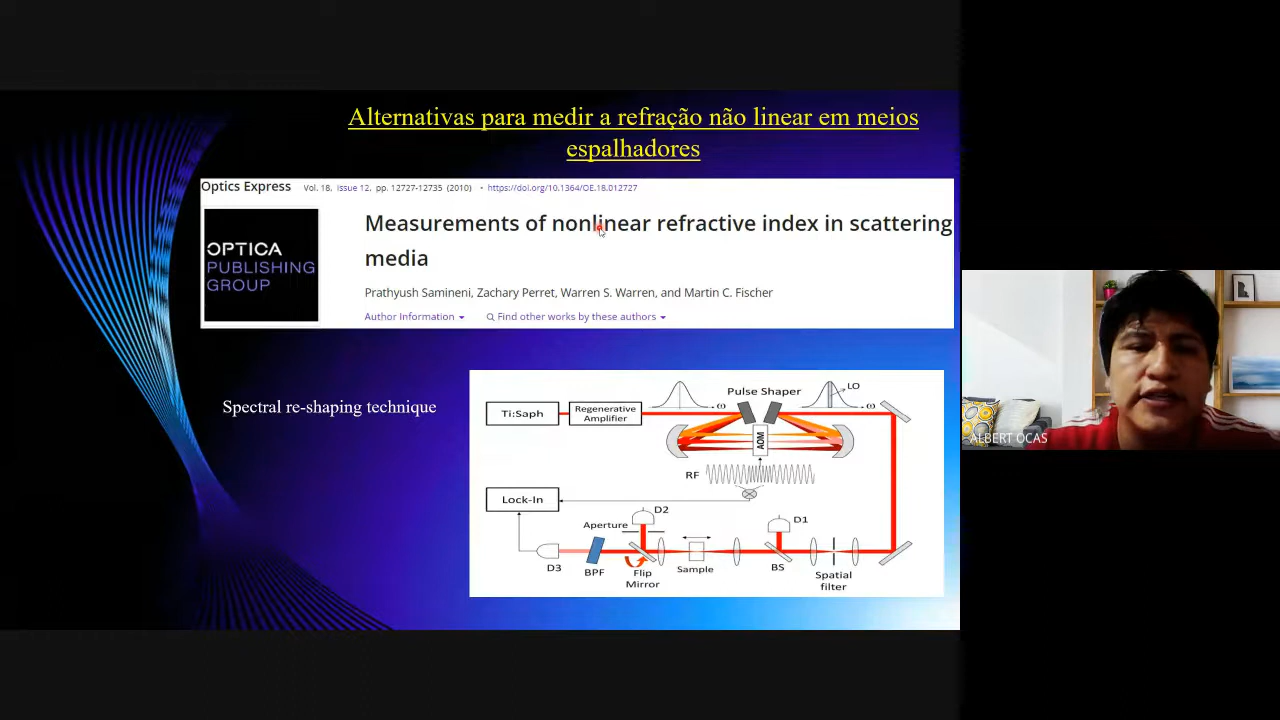 Alternativas para medir a refração não linear em meios
espalhadores
Optics Express Vol. 18, Issue 12, pp. 12727-12735 (2010) • https://doi.org/10.1364/OE.18.012727
OPTICA
PUBLISHING
GROUP
Measurements of nonlinear refractive index in scattering
media
Prathyush Samineni, Zachary Perret, Warren S. Warren, and Martin C. Fischer
Author Information Find other works by these authors
Spectral re-shaping technique
Ti:Saph
Regenerative
Amplifier
ω
Pulse Shaper
LO
ω
AOM
RF
Lock-In
D2
Aperture
D1
D3
BPF
Flip
Mirror
Sample
BS
Spatial
filter
ALBERT OCAS